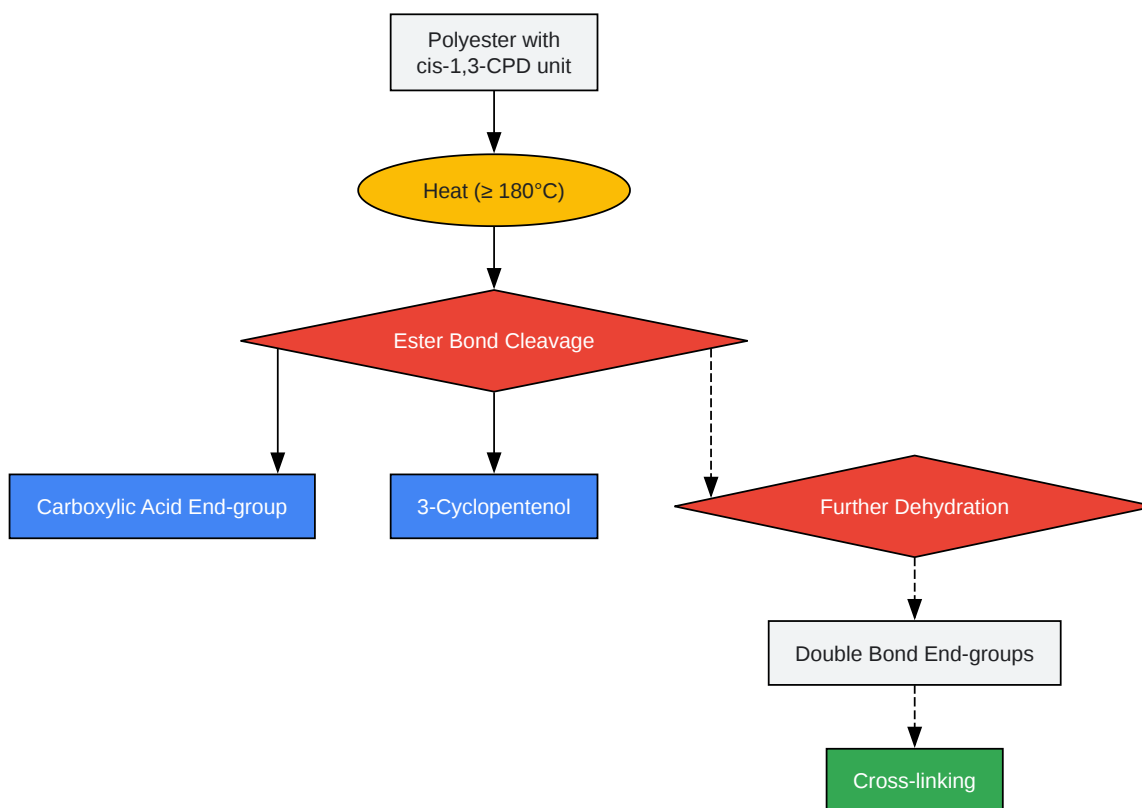 Polyester with
cis-1,3-CPD unit
Heat (≥ 180°C)
Ester Bond Cleavage
Carboxylic Acid End-group
3-Cyclopentenol
Further Dehydration
Double Bond End-groups
Cross-linking